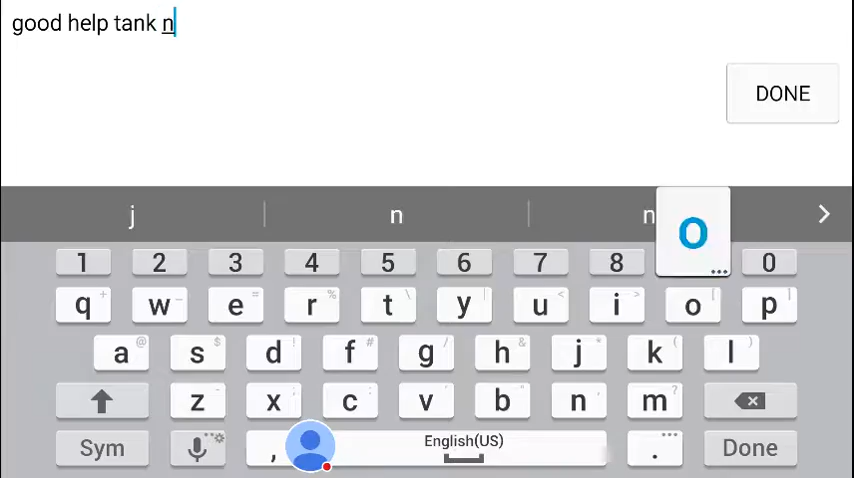 good help tank n
DONE
j n n
o
1 2 3 4 5 6 7 8 0
q w e r t y u i o p
a s d f g h j k l
z x c v b n m
Sym , English(US) . Done